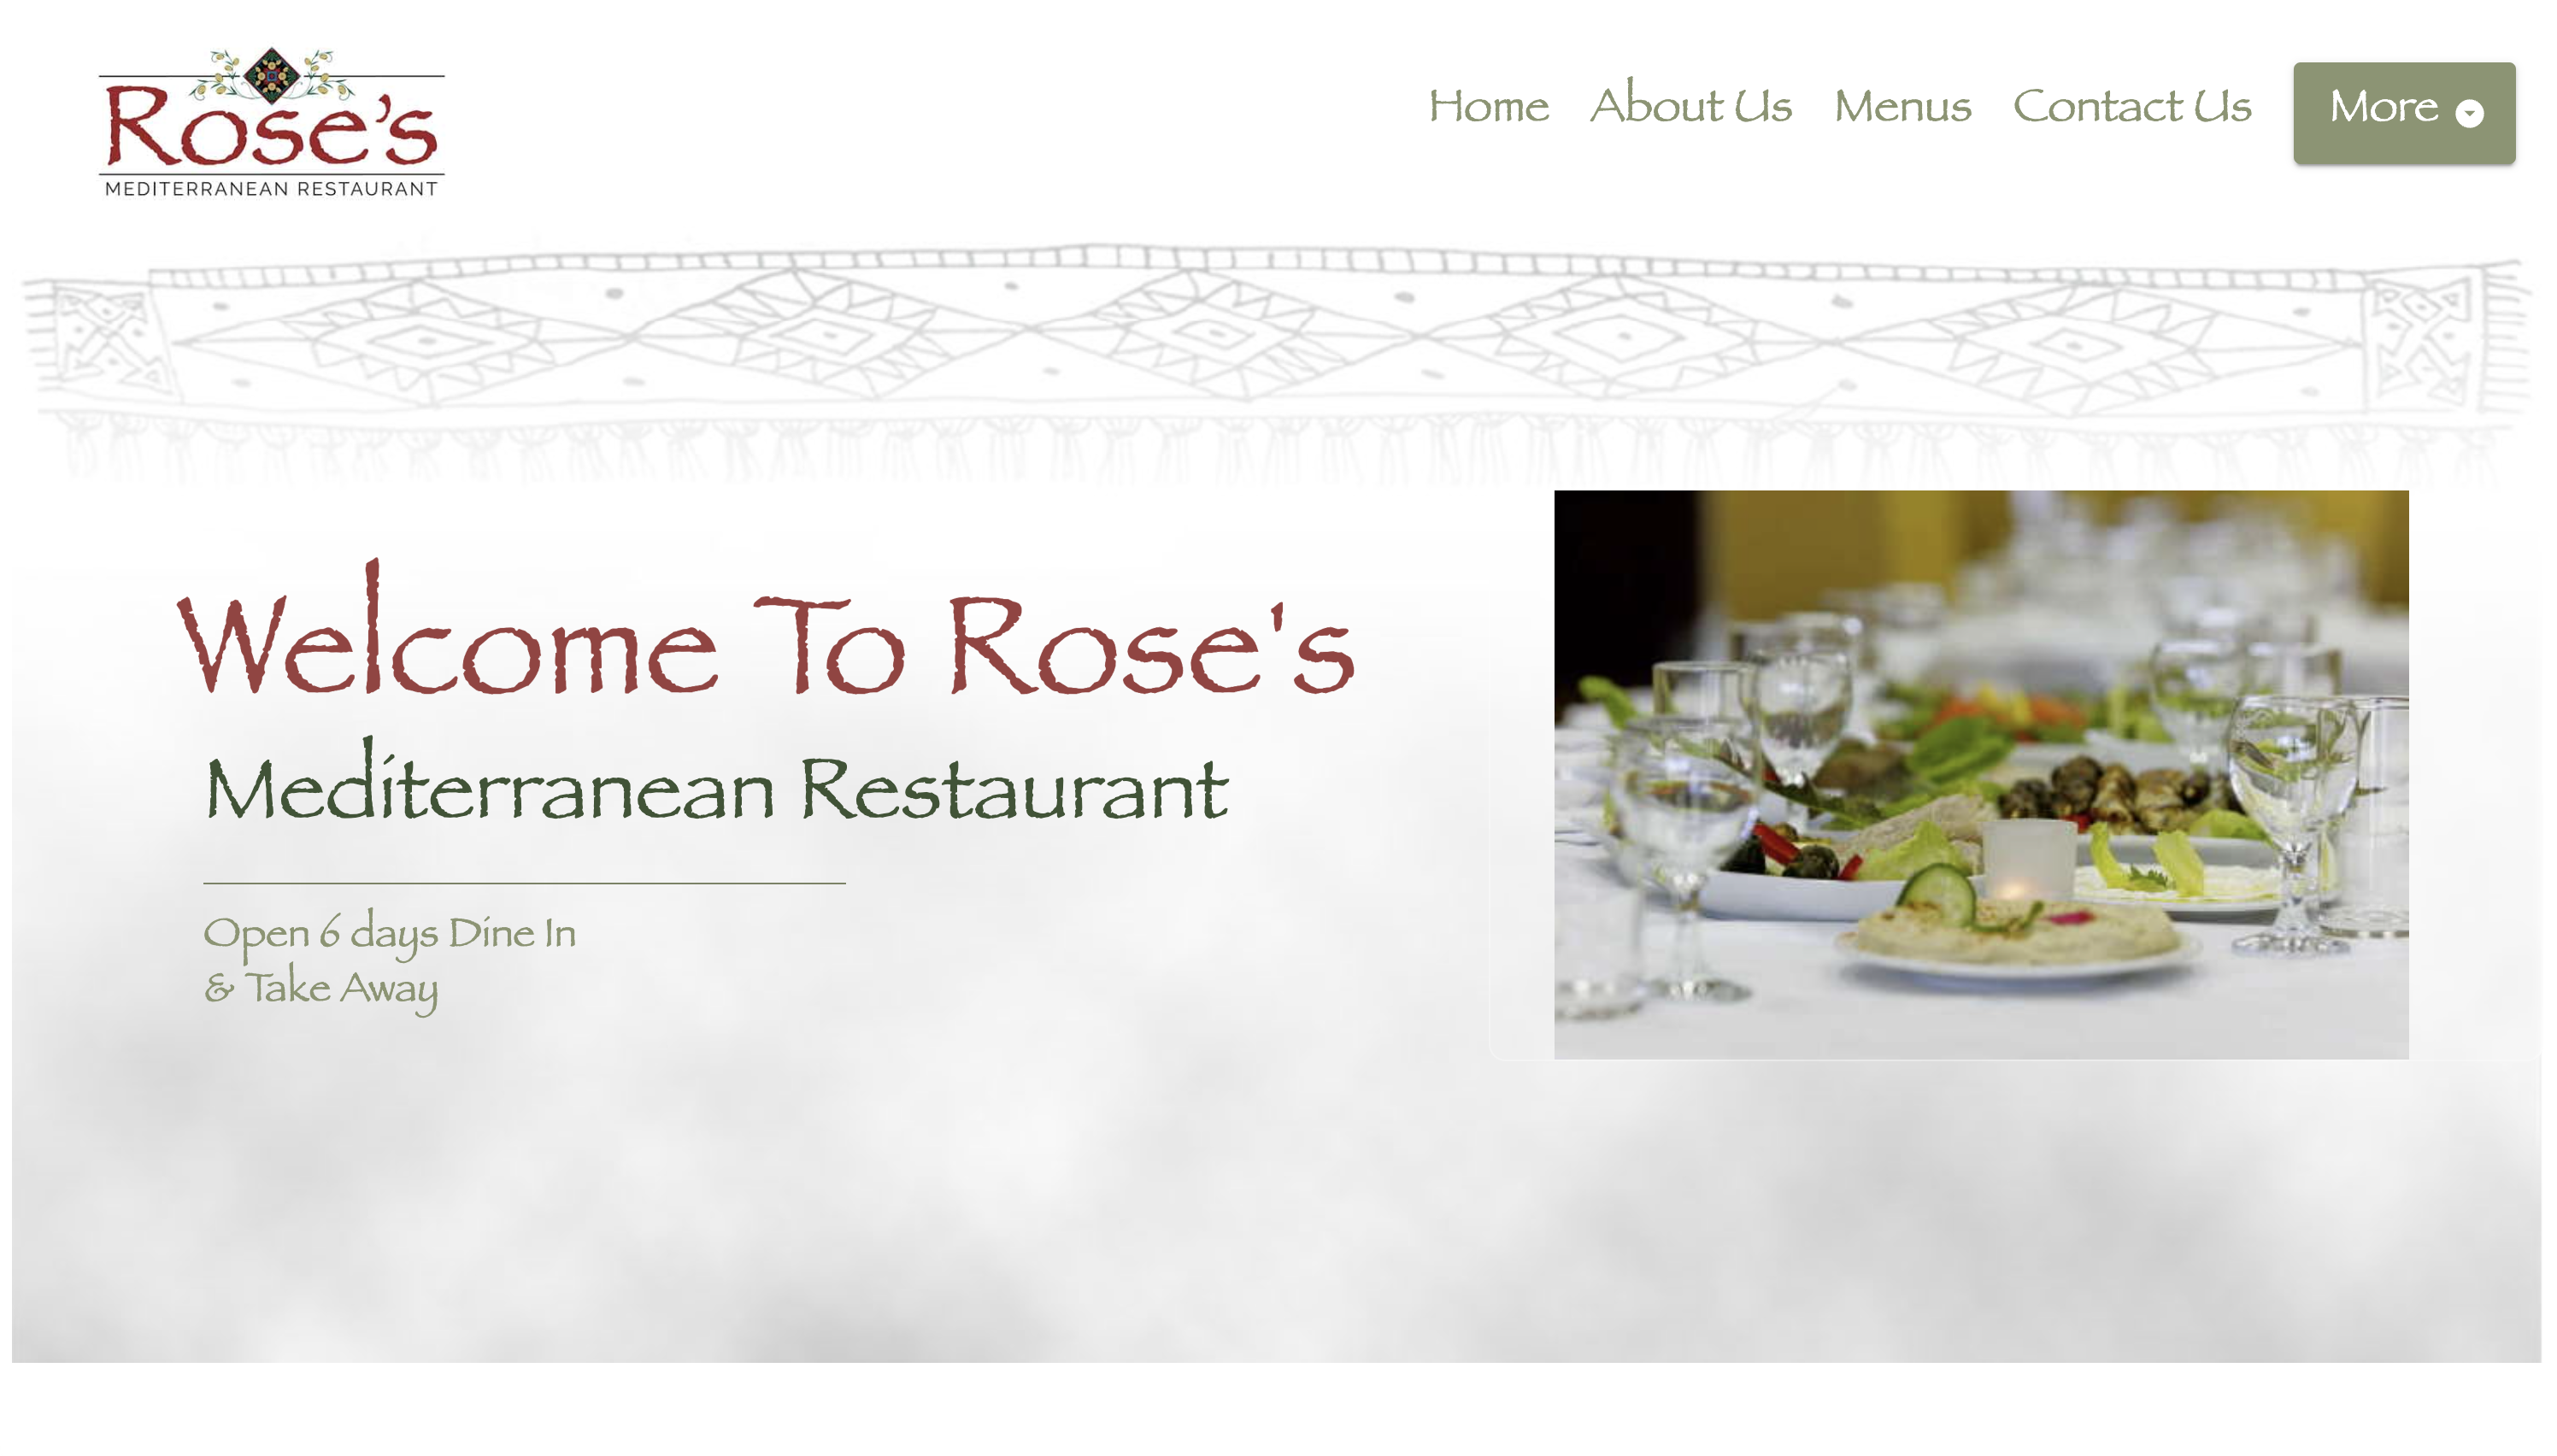 Rose's
MEDITERRANEAN RESTAURANT
Home About Us Menus Contact Us More
Welcome To Rose's
Mediterranean Restaurant
Open 6 days Dine In
& Take Away